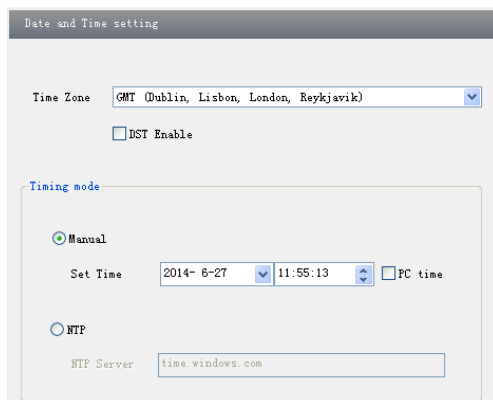 Date and Time setting
Time Zone GMT (Dublin, Lisbon, London, Reykjavik)
DST Enable
Timing mode
Manual
Set Time 2014- 6-27 11:55:13 PC time
NTP
NTP Server time.windows.com